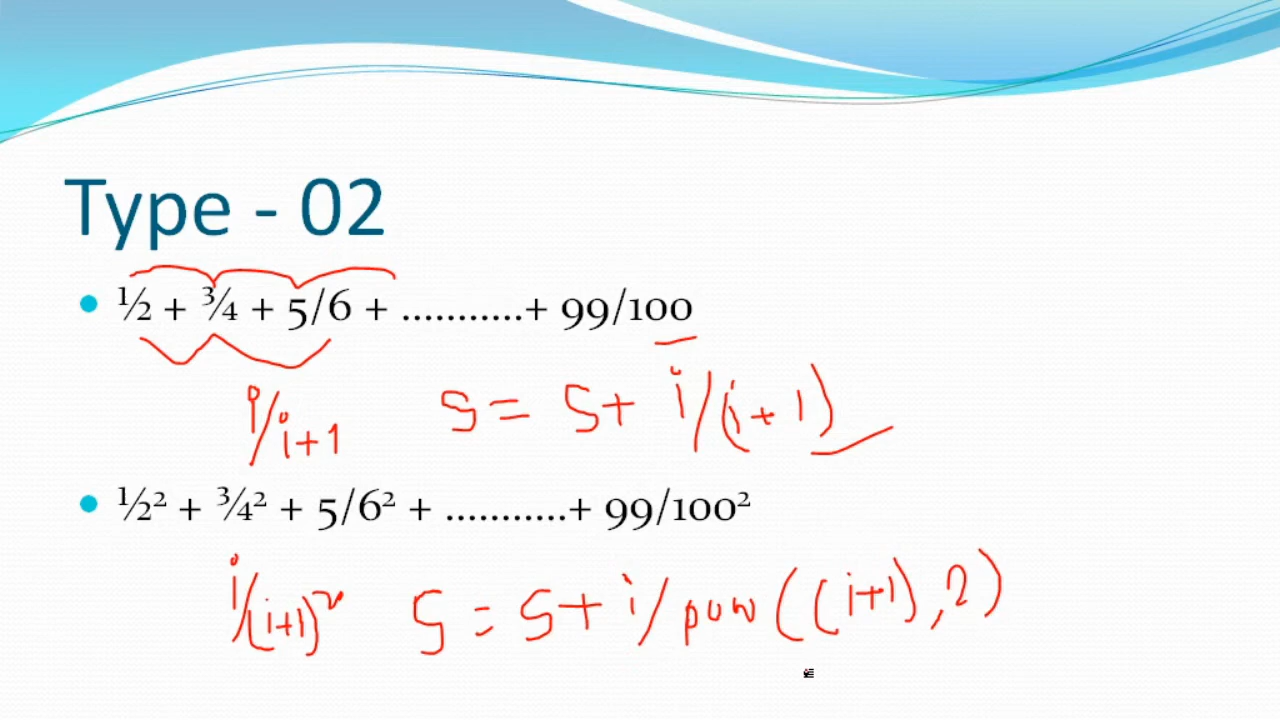 Type - 02
½ + ¾ + 5/6 + ...........+ 99/100
i/i+1 S = S + i/(i+1)
½² + ¾² + 5/6² + ...........+ 99/100²
i/(i+1)² S = S + i/pow((i+1),2)